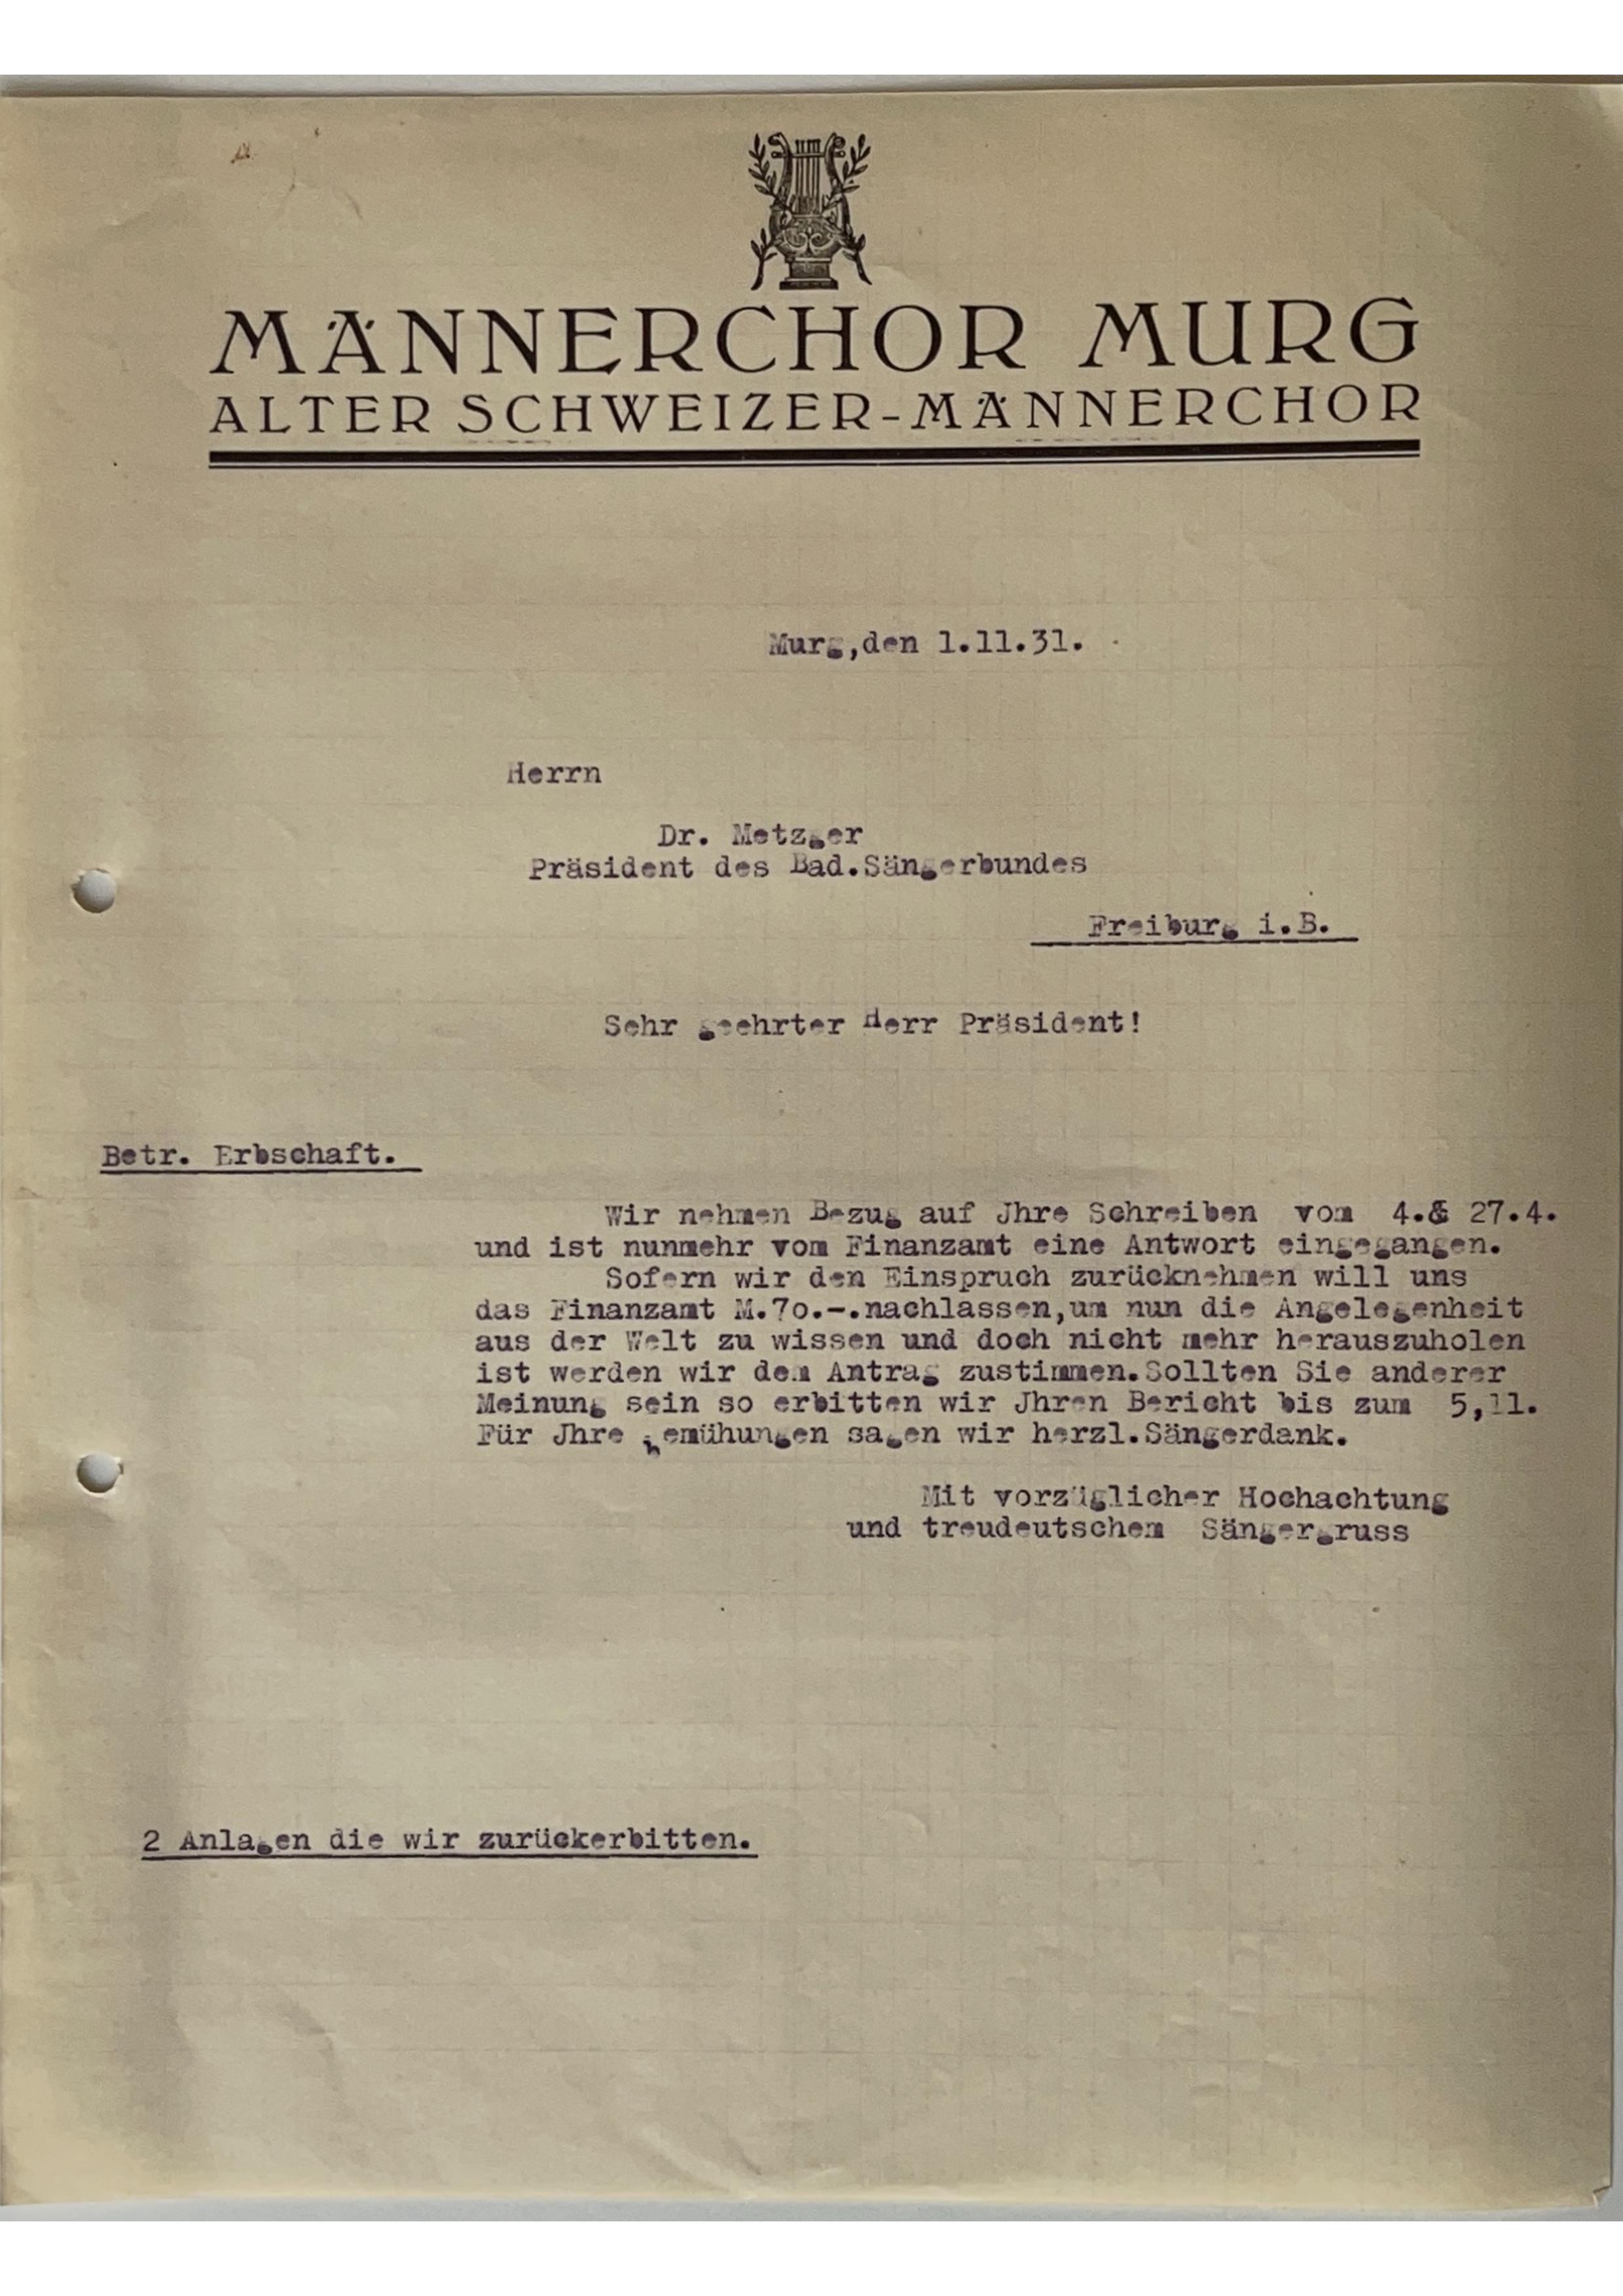 MÄNNERCHOR MURG
ALTER SCHWEIZER-MÄNNERCHOR
Murg,den 1.11.31.
Herrn
Dr. Metzger
Präsident des Bad.Sängerbundes
Freiburg i.B.
Sehr geehrter Herr Präsident!
Betr. Erbschaft.
Wir nehmen Bezug auf Jhre Schreiben vom 4.& 27.4.
und ist nunmehr vom Finanzamt eine Antwort eingegangen.
Sofern wir den Einspruch zurücknehmen will uns
das Finanzamt M.7o.-.nachlassen,um nun die Angelegenheit
aus der Welt zu wissen und doch nicht mehr herauszuholen
ist werden wir dem Antrag zustimmen.Sollten Sie anderer
Meinung sein so erbitten wir Jhren Bericht bis zum 5,11.
Für Jhre Bemühungen sagen wir herzl.Sängerdank.
Mit vorzüglicher Hochachtung
und treudeutschem Sängergruss
2 Anlagen die wir zurückerbitten.